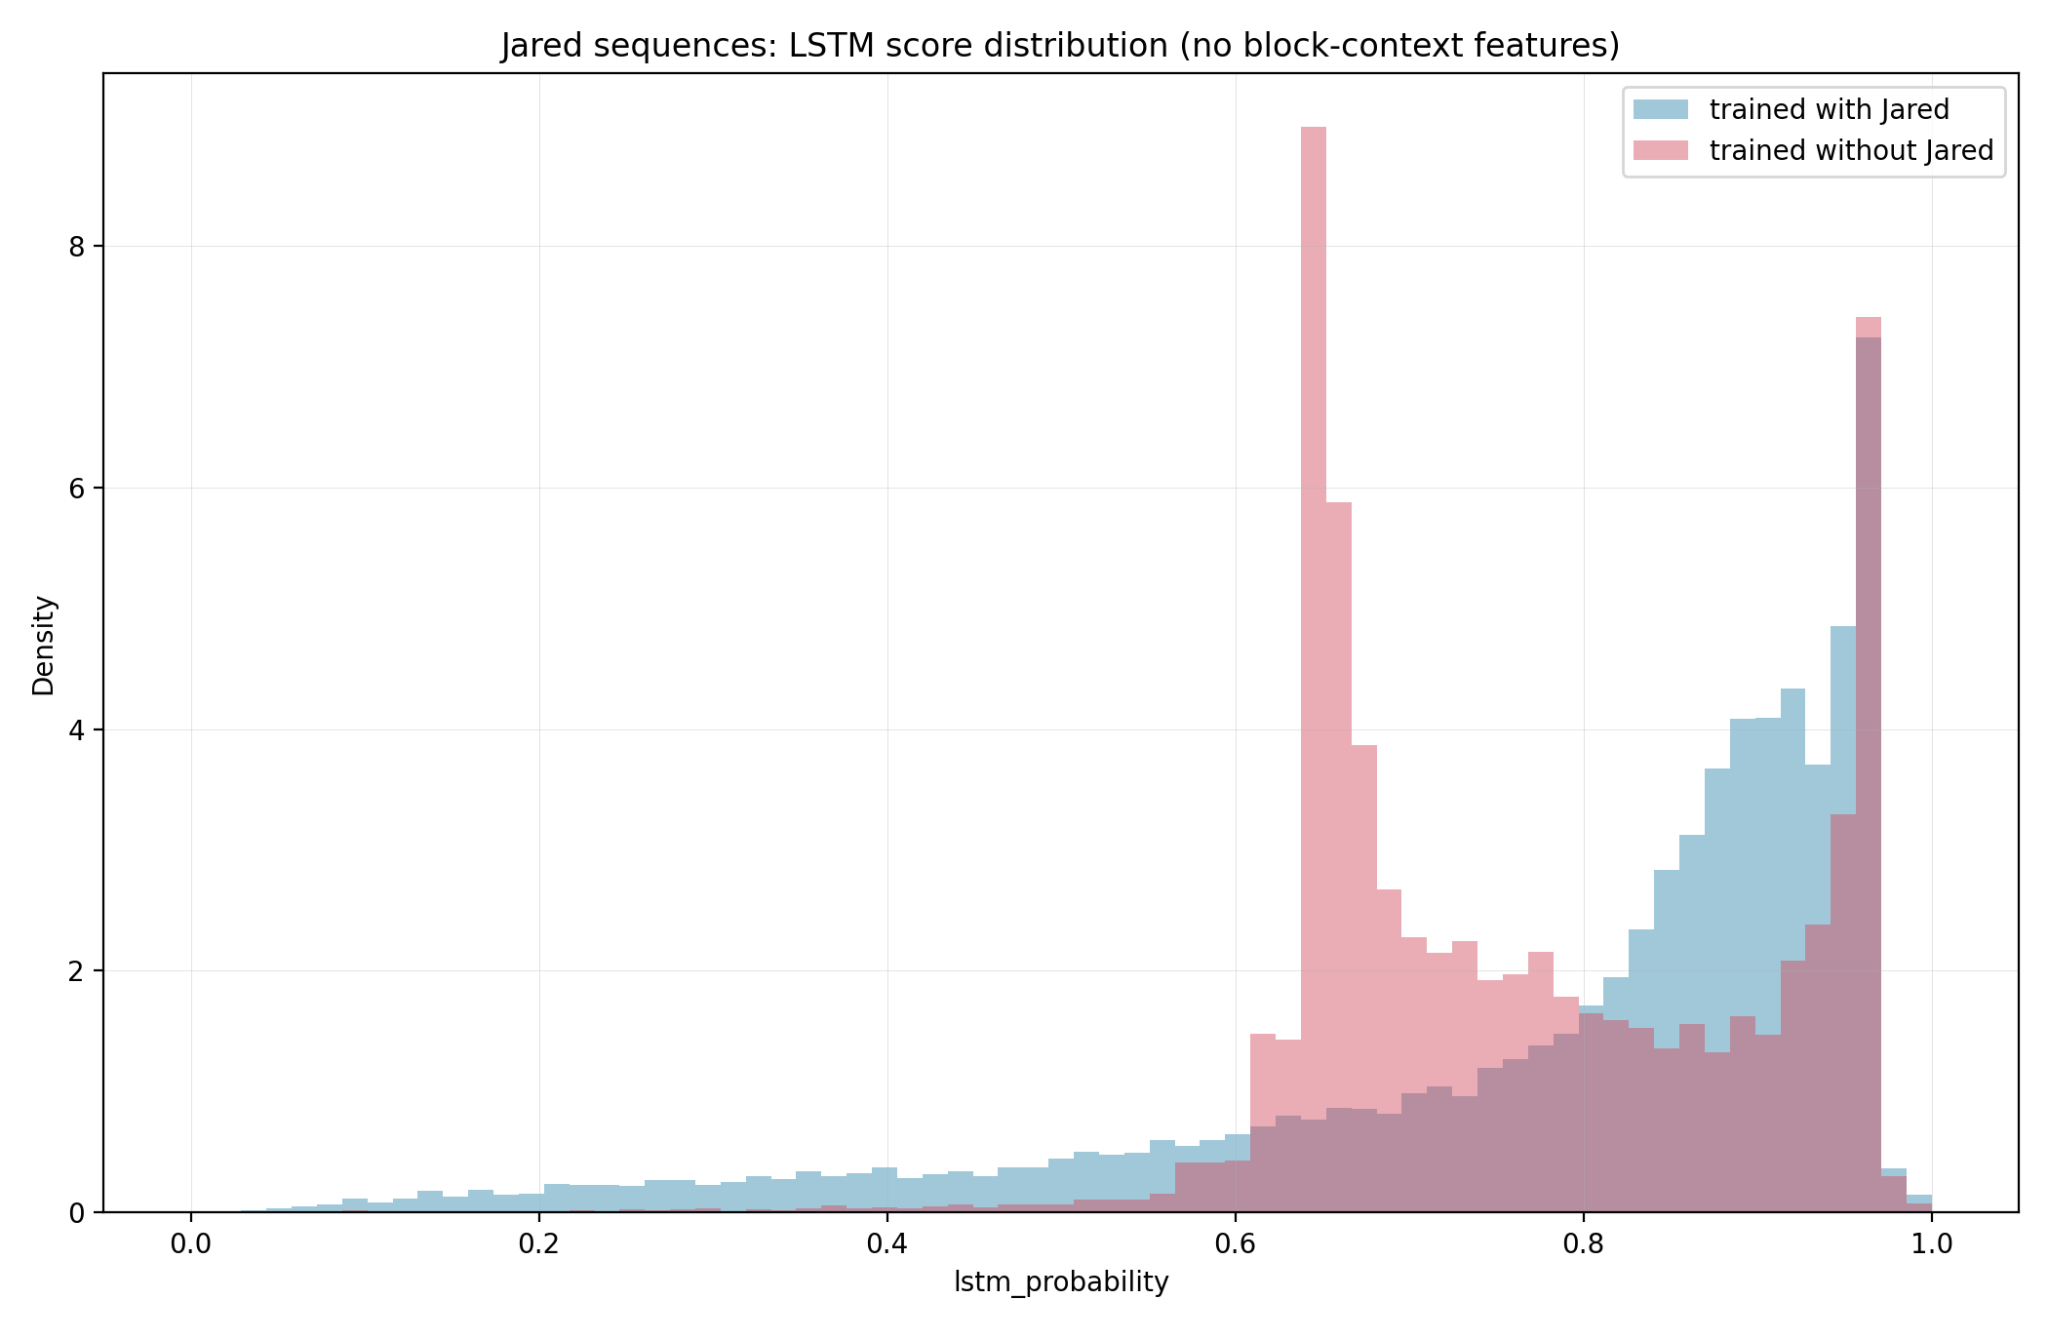 Jared sequences: LSTM score distribution (no block-context features)
trained with Jared
trained without Jared
Density
8
6
4
2
0
0.0 0.2 0.4 0.6 0.8 1.0
lstm_probability